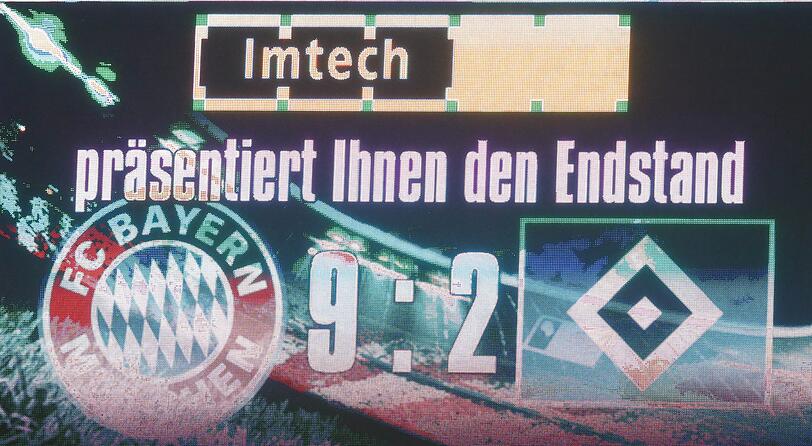 Imtech
präsentiert Ihnen den Endstand
FC BAYERN
MÜNCHEN
9:2